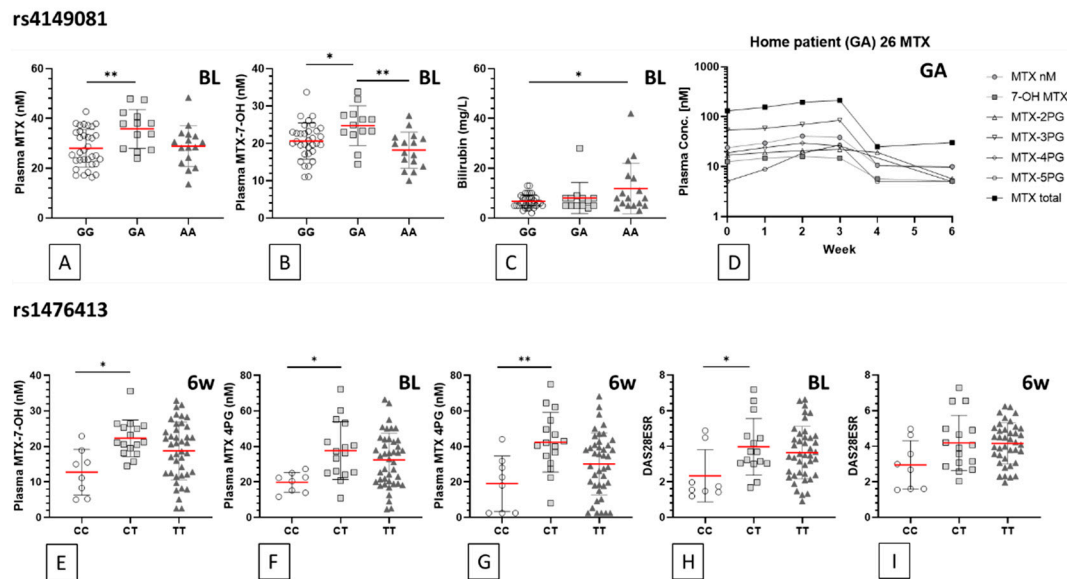 rs4149081
Plasma MTX (nM)
60
40
20
0
GG GA AA
**
BL
A
Plasma MTX-7-OH (nM)
40
30
20
10
0
GG GA AA
*
**
BL
B
Bilirubin (mg/L)
60
40
20
0
GG GA AA
*
BL
C
Home patient (GA) 26 MTX
GA
Plasma Conc. [nM]
1000
100
10
1
0 1 2 3 4 5 6
Week
D
MTX nM
7-OH MTX
MTX-2PG
MTX-3PG
MTX-4PG
MTX-5PG
MTX total
rs1476413
Plasma MTX-7-OH (nM)
40
30
20
10
0
CC CT TT
*
6w
E
Plasma MTX 4PG (nM)
80
60
40
20
0
CC CT TT
*
BL
F
Plasma MTX 4PG (nM)
80
60
40
20
0
CC CT TT
**
6w
G
DAS28ESR
8
6
4
2
0
CC CT TT
*
BL
H
DAS28ESR
8
6
4
2
0
CC CT TT
6w
I